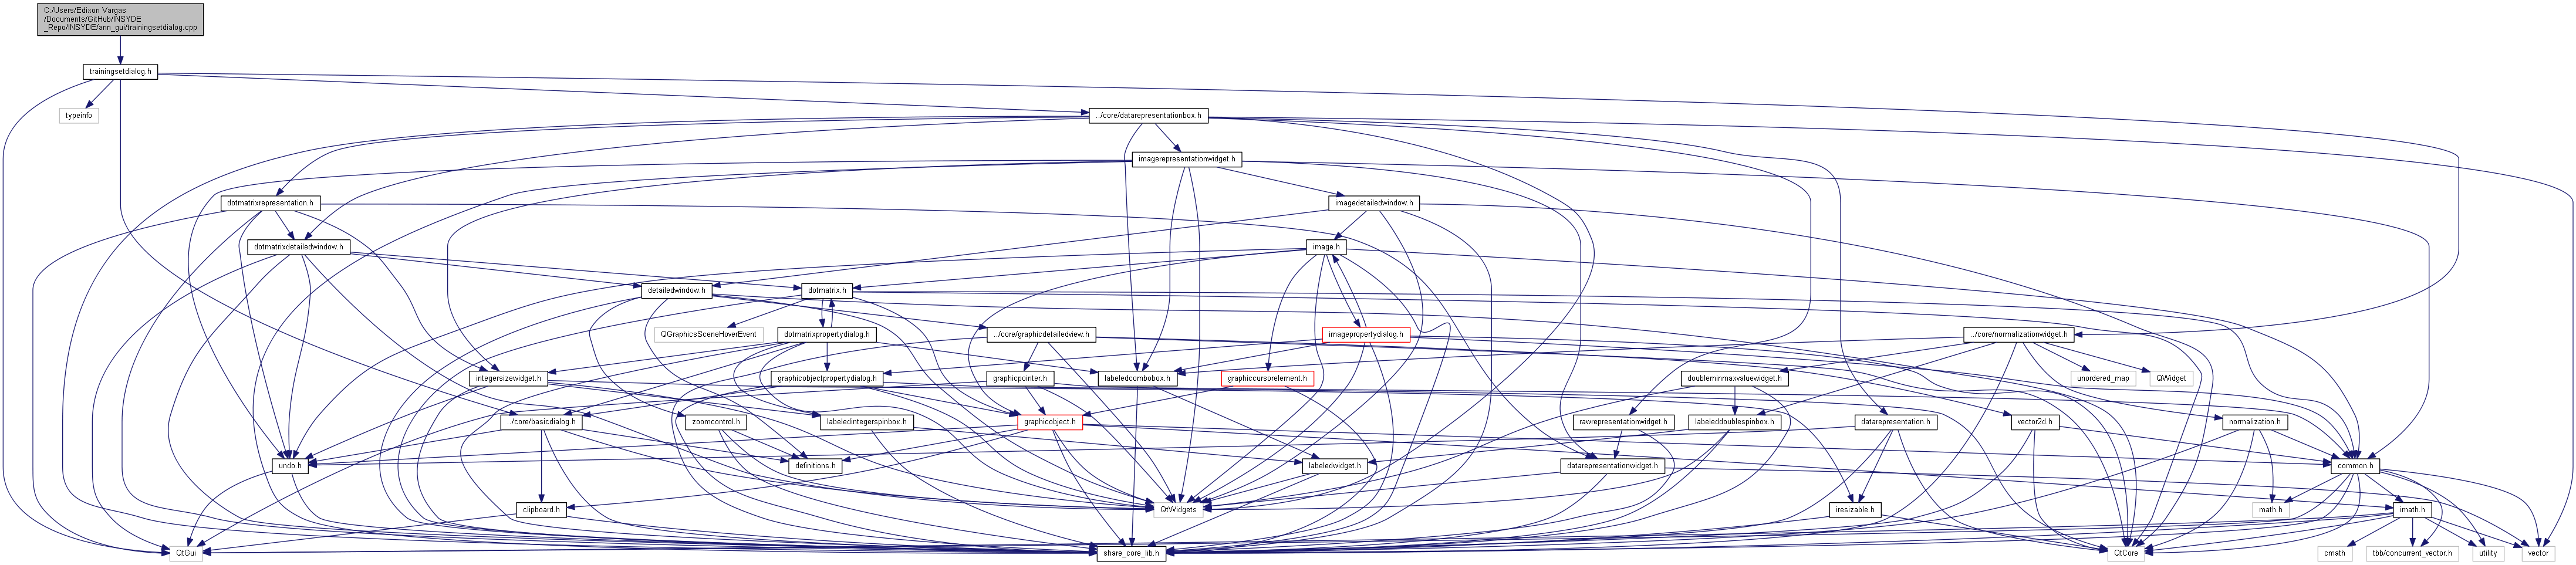 C:/Users/Edixon Vargas
/Documents/GitHub/INSYDE
_Repo/INSYDE/ann_gui/trainingsetdialog.cpp
trainingsetdialog.h
typeinfo
../core/datarepresentationbox.h
imagerepresentationwidget.h
dotmatrixrepresentation.h
imagedetailedwindow.h
dotmatrixdetailedwindow.h
image.h
detailedwindow.h
dotmatrix.h
QGraphicsSceneHoverEvent
dotmatrixpropertydialog.h
../core/graphicdetailedview.h
imagepropertydialog.h
../core/normalizationwidget.h
integersizewidget.h
graphicobjectpropertydialog.h
graphicpointer.h
labeledcombobox.h
graphiccursorelement.h
doubleminmaxvaluewidget.h
unordered_map
QWidget
../core/basicdialog.h
zoomcontrol.h
labeledintegerspinbox.h
graphicobject.h
rawrepresentationwidget.h
labeleddoublespinbox.h
datarepresentation.h
vector2d.h
normalization.h
undo.h
definitions.h
labeledwidget.h
datarepresentationwidget.h
common.h
clipboard.h
QtWidgets
iresizable.h
math.h
imath.h
QtGui
share_core_lib.h
QtCore
cmath
tbb/concurrent_vector.h
utility
vector